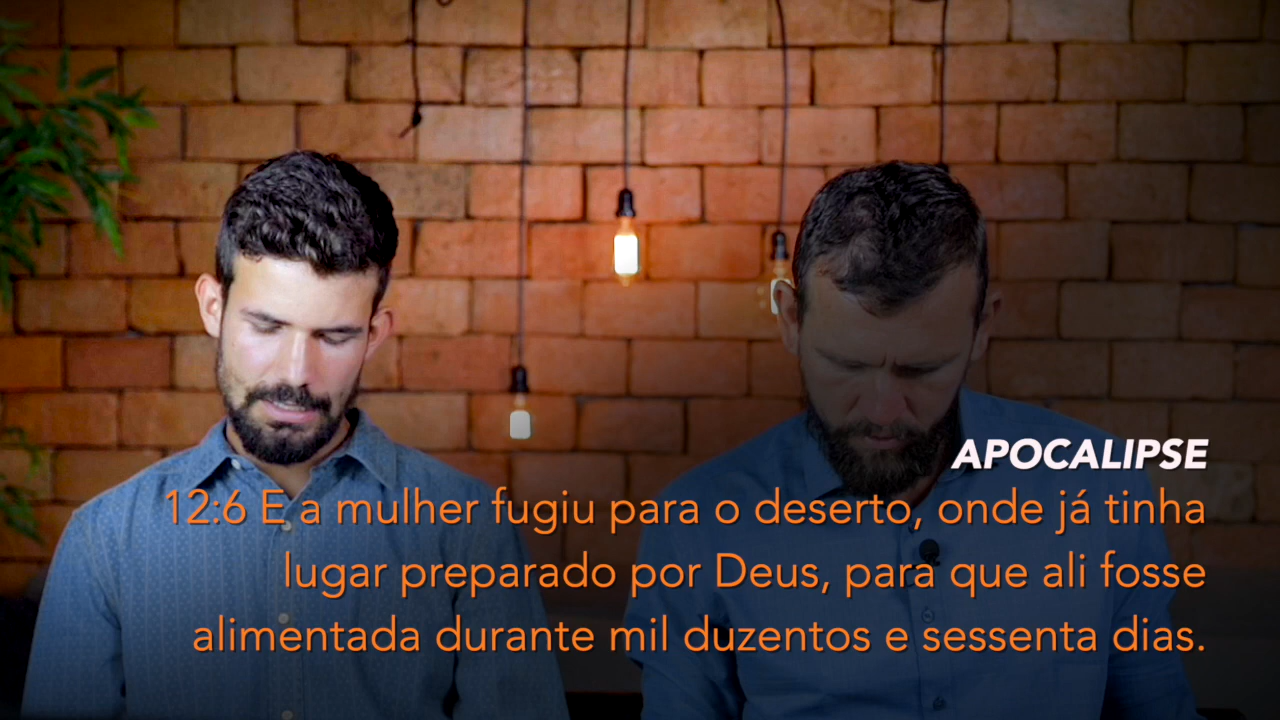 APOCALIPSE
12:6 E a mulher fugiu para o deserto, onde já tinha
lugar preparado por Deus, para que ali fosse
alimentada durante mil duzentos e sessenta dias.